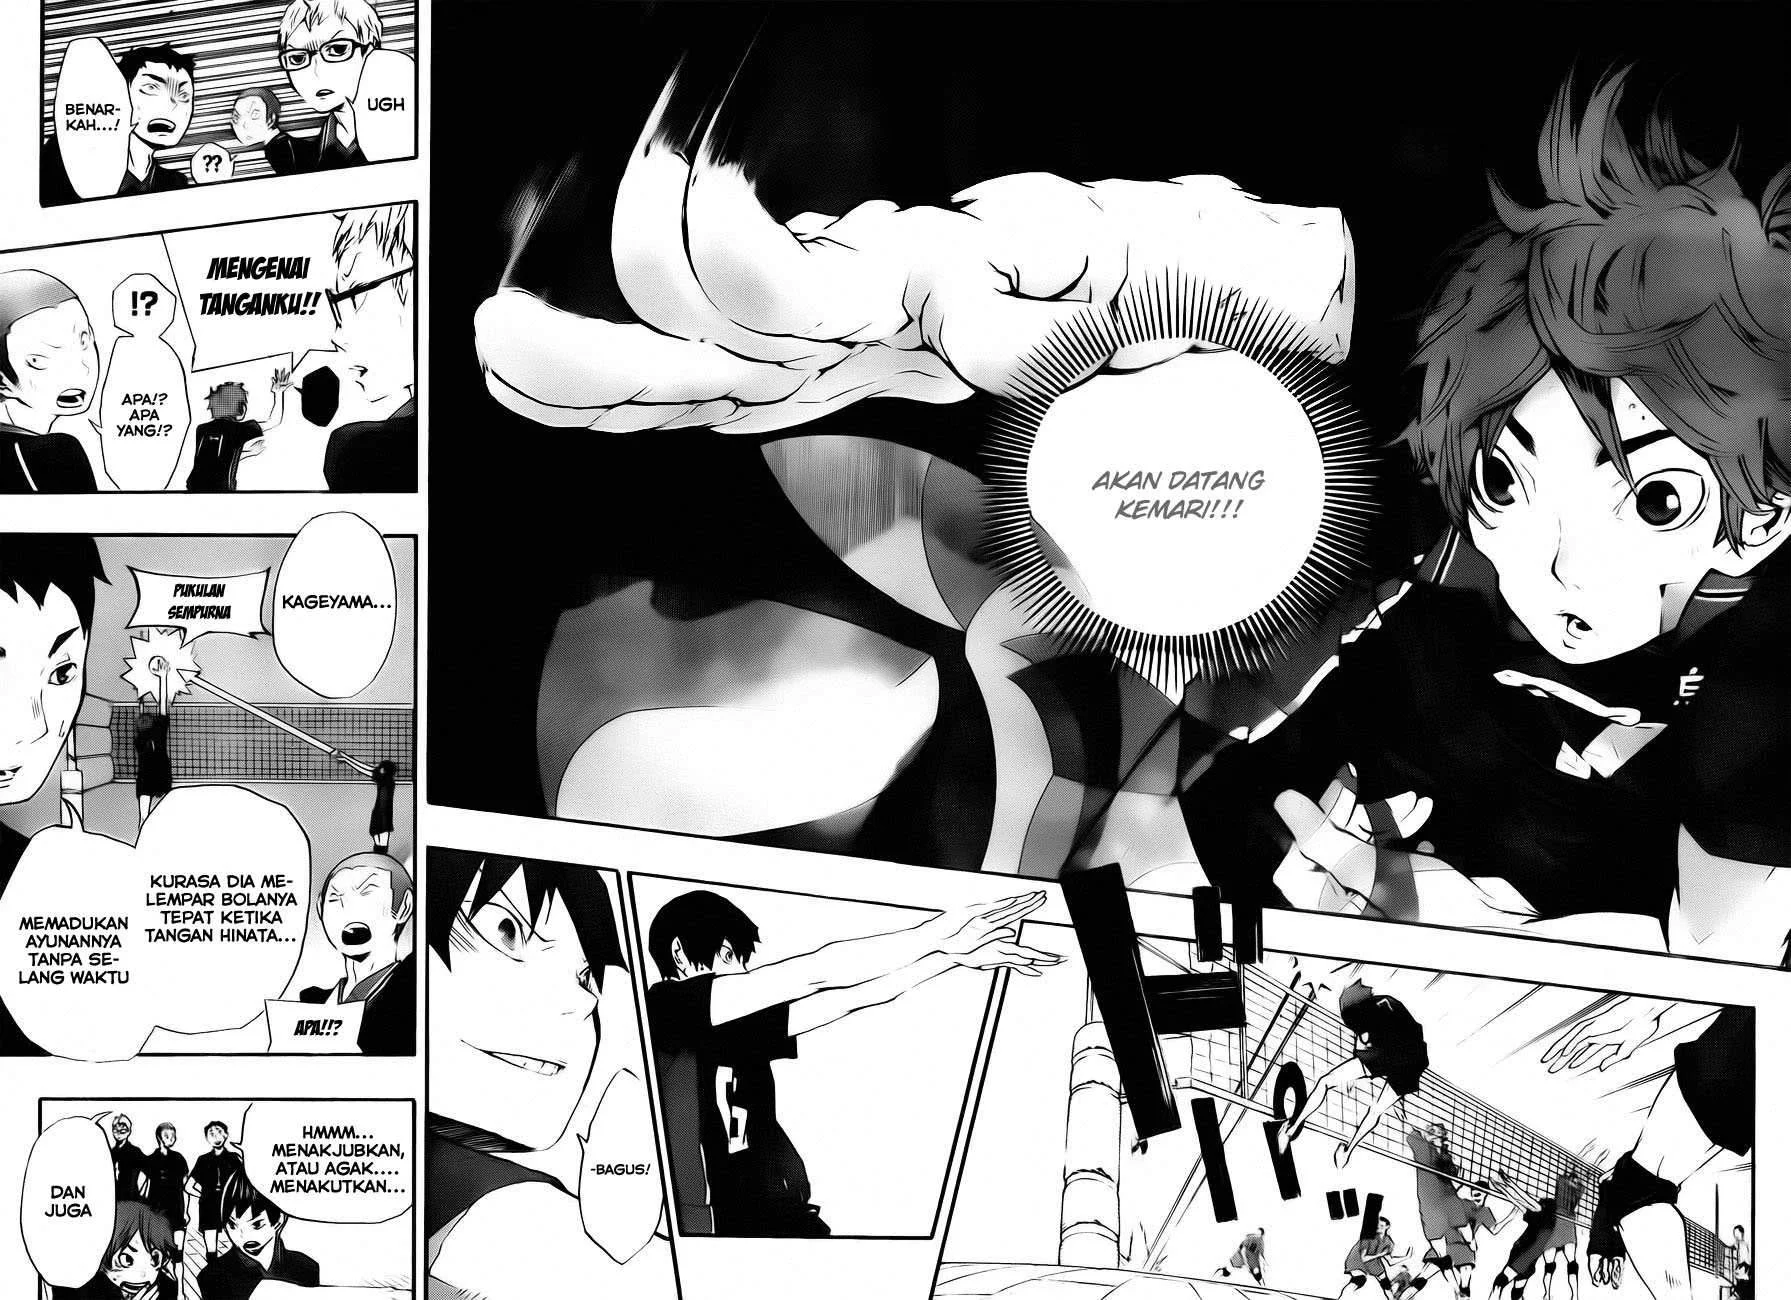 AKAN DATANG
KEMARI!!!
6
-BAGUS!
UGH
BENAR-
KAH...!
??
MENGENAI
TANGANKU!!
!?
APA!?
APA
YANG!?
KAGEYAMA...
PUKULAN
SEMPURNA
KURASA DIA ME-
LEMPAR BOLANYA
TEPAT KETIKA
TANGAN HINATA...
MEMADUKAN
AYUNANNYA
TANPA SE-
LANG WAKTU
APA!!?
HMMM...
MENAKJUBKAN,
ATAU AGAK....
MENAKUTKAN...
DAN
JUGA